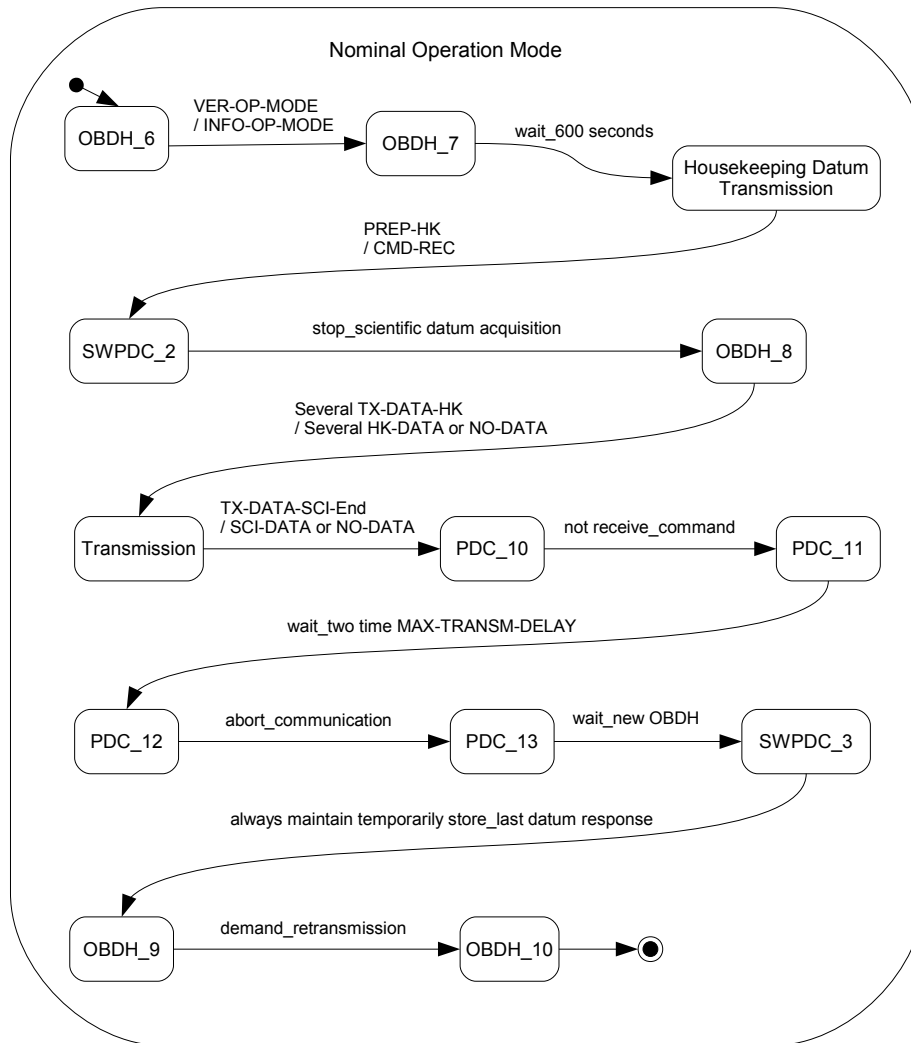 Nominal Operation Mode
OBDH_6
VER-OP-MODE
/ INFO-OP-MODE
OBDH_7
wait_600 seconds
Housekeeping Datum
Transmission
PREP-HK
/ CMD-REC
SWPDC_2
stop_scientific datum acquisition
OBDH_8
Several TX-DATA-HK
/ Several HK-DATA or NO-DATA
Transmission
TX-DATA-SCI-End
/ SCI-DATA or NO-DATA
PDC_10
not receive_command
PDC_11
wait_two time MAX-TRANSM-DELAY
PDC_12
abort_communication
PDC_13
wait_new OBDH
SWPDC_3
always maintain temporarily store_last datum response
OBDH_9
demand_retransmission
OBDH_10